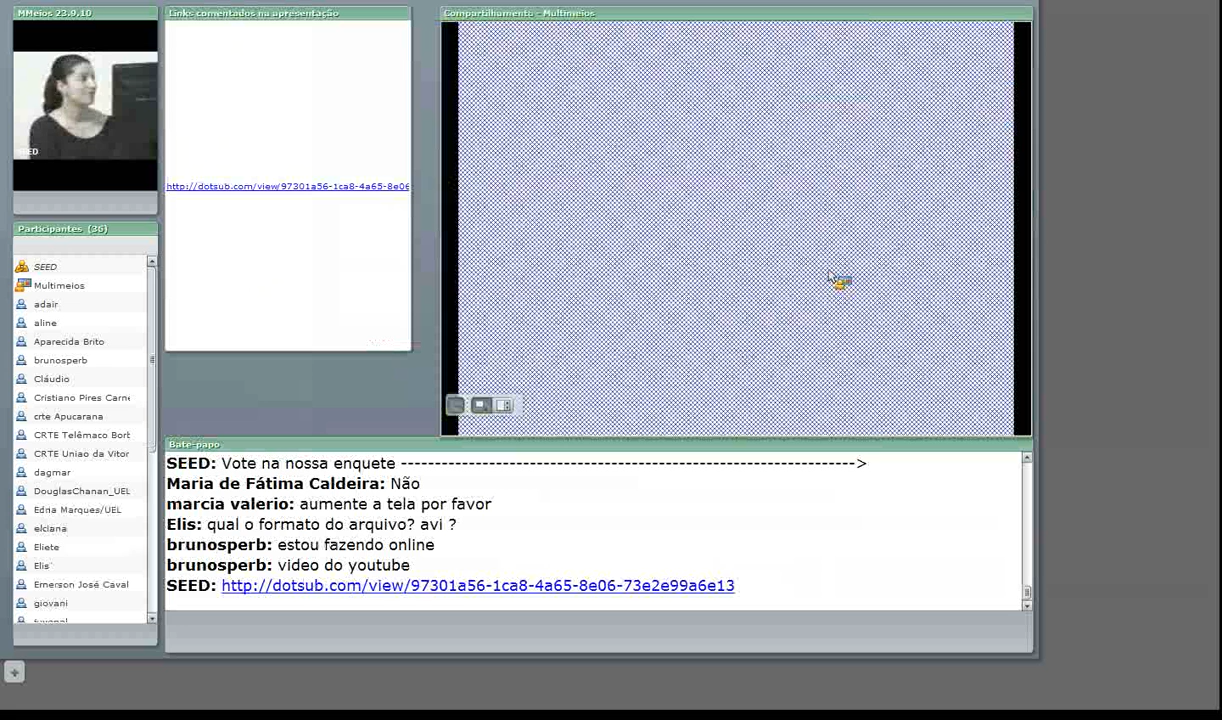 MMeios 23.9.10
SEED
Participantes (36)
SEED
Multimeios
adair
aline
Aparecida Brito
brunosperb
Cláudio
Cristiano Pires Carne
crte Apucarana
CRTE Telêmaco Borb
CRTE Uniao da Vitor
dagmar
DouglasChanan_UEL
Edna Marques/UEL
elciana
Eliete
Elis`
Emerson José Caval
giovani
Links comentados na apresentação
http://dotsub.com/view/97301a56-1ca8-4a65-8e06
Compartilhamento - Multimeios
Bate-papo
SEED: Vote na nossa enquete ------------------------------------------------------------------->
Maria de Fátima Caldeira: Não
marcia valerio: aumente a tela por favor
Elis: qual o formato do arquivo? avi ?
brunosperb: estou fazendo online
brunosperb: video do youtube
SEED: http://dotsub.com/view/97301a56-1ca8-4a65-8e06-73e2e99a6e13